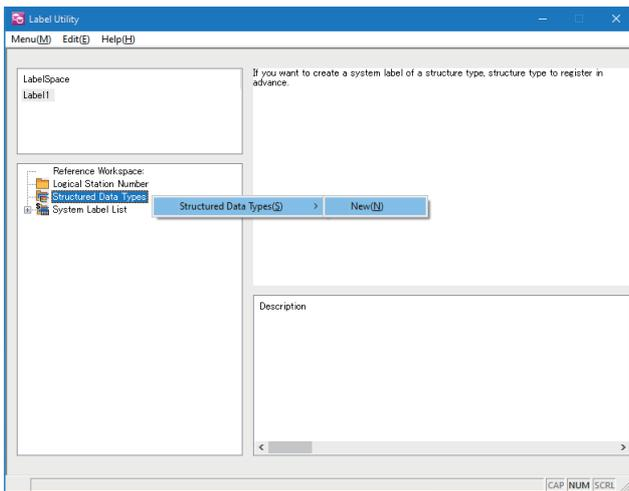 Label Utility
Menu(M) Edit(E) Help(H)
LabelSpace
Label1
If you want to create a system label of a structure type, structure type to register in
advance.
Reference Workspace:
Logical Station Number
Structured Data Types
System Label List
Structured Data Types(S) > New(N)
Description
CAP NUM SCRL